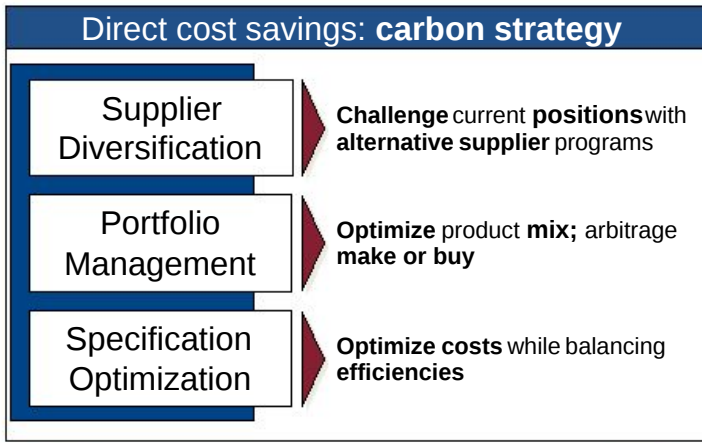 Direct cost savings: carbon strategy
Supplier
Diversification
Challenge current positions with
alternative supplier programs
Portfolio
Management
Optimize product mix; arbitrage
make or buy
Specification
Optimization
Optimize costs while balancing
efficiencies